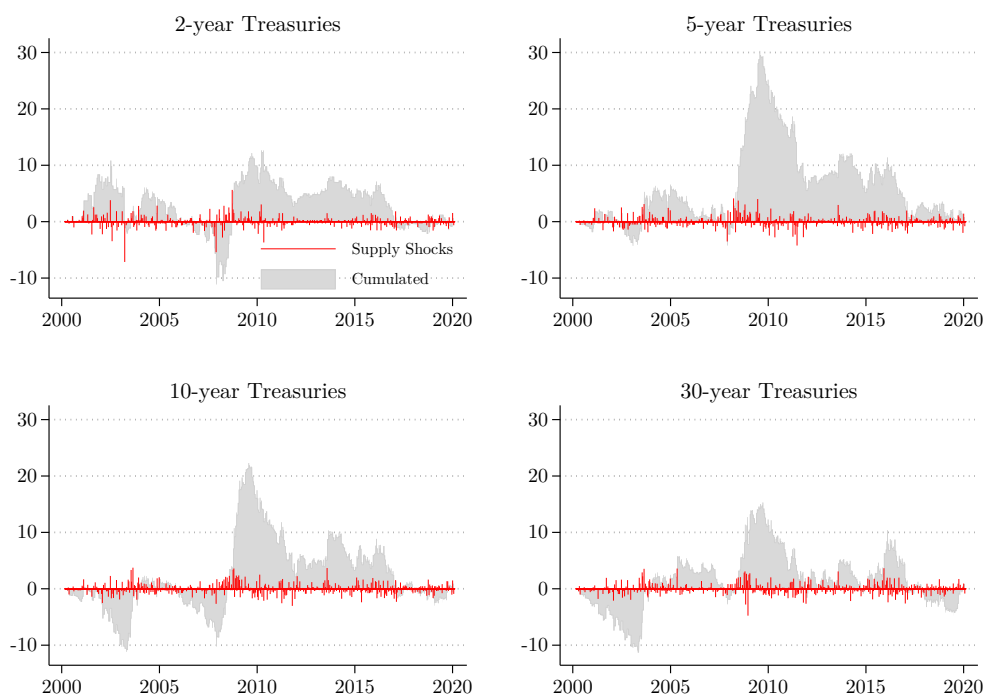 2-year Treasuries
30
20
10
0
-10
2000 2005 2010 2015 2020
Supply Shocks
Cumulated
5-year Treasuries
30
20
10
0
-10
2000 2005 2010 2015 2020
10-year Treasuries
30
20
10
0
-10
2000 2005 2010 2015 2020
30-year Treasuries
30
20
10
0
-10
2000 2005 2010 2015 2020